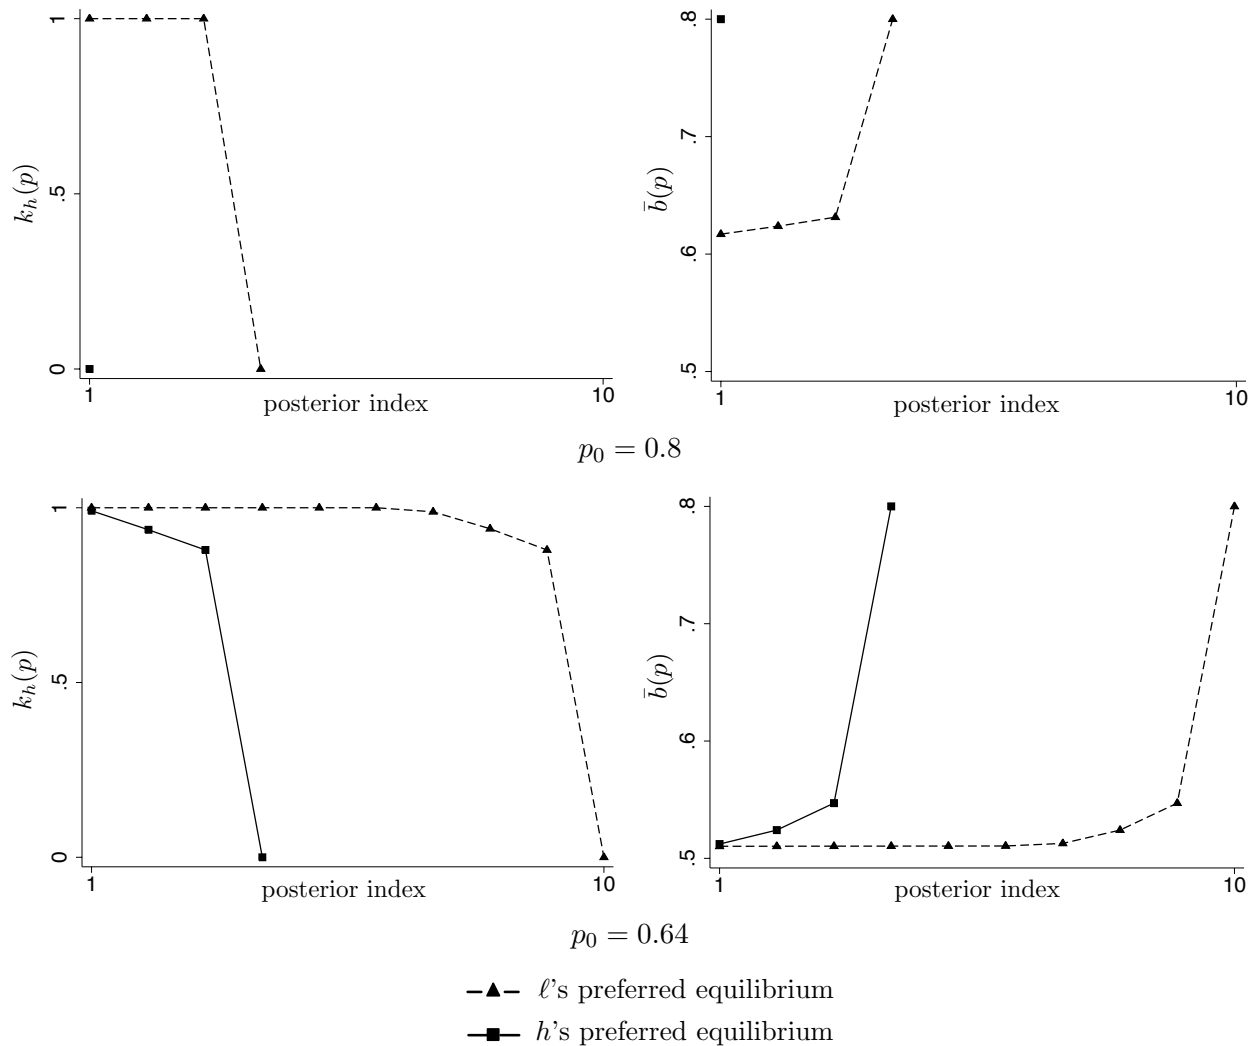 1
.5
0
k_h(p)
1
10
posterior index
.8
.7
.6
.5
b̄(p)
1
10
posterior index
p_0 = 0.8
1
.5
0
k_h(p)
1
10
posterior index
.8
.7
.6
.5
b̄(p)
1
10
posterior index
p_0 = 0.64
ℓ's preferred equilibrium
h's preferred equilibrium